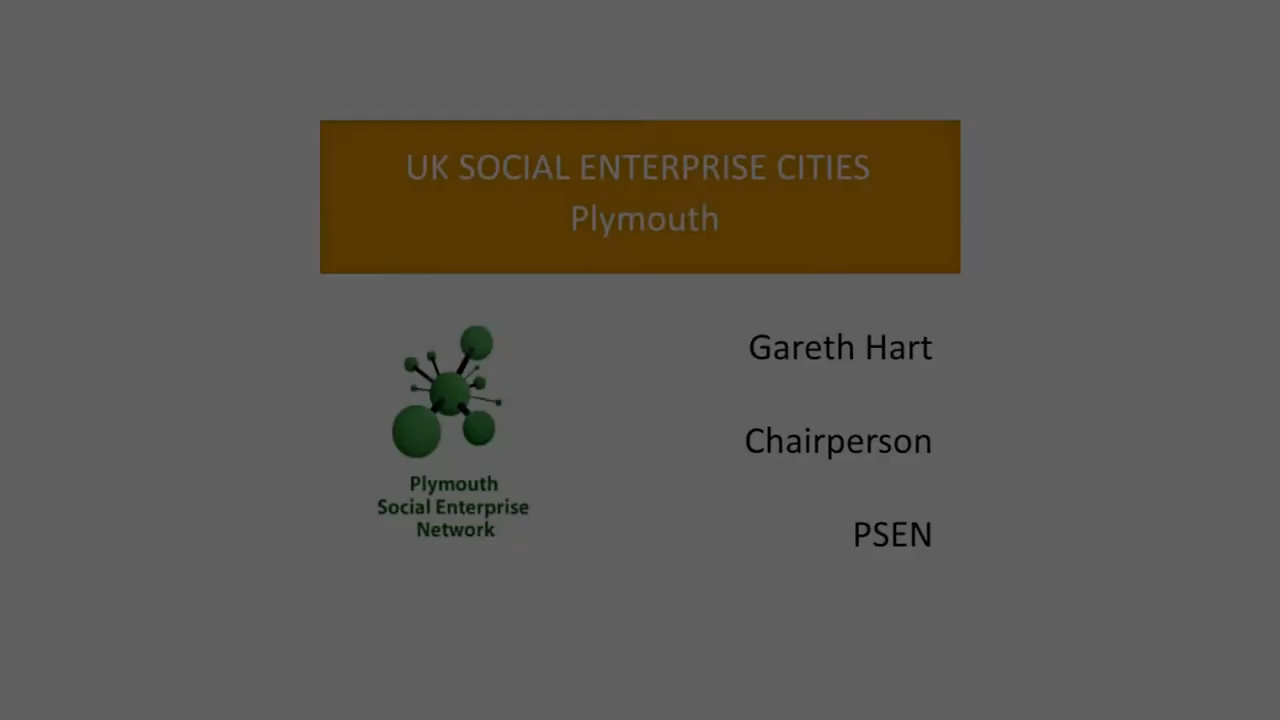 UK SOCIAL ENTERPRISE CITIES
Plymouth
Gareth Hart
Chairperson
PSEN
Plymouth
Social Enterprise
Network